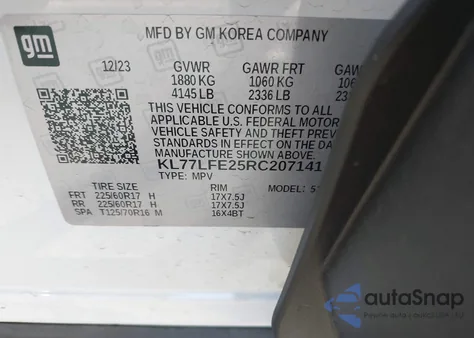 gm
MFD BY GM KOREA COMPANY
12/23 GVWR GAWR FRT GAWR
1880 KG 1060 KG
4145 LB 2336 LB
THIS VEHICLE CONFORMS TO ALL
APPLICABLE U.S. FEDERAL MOTOR
VEHICLE SAFETY AND THEFT
STANDARDS IN EFFECT ON THE
KL77LFE25RC207141
TYPE: MPV
TIRE SIZE RIM MODEL:
FRT 225/60R17 H 17X7.5J
RR 225/60R17 H 17X7.5J
SPA T125/70R16 M 16X4BT
autoSnap